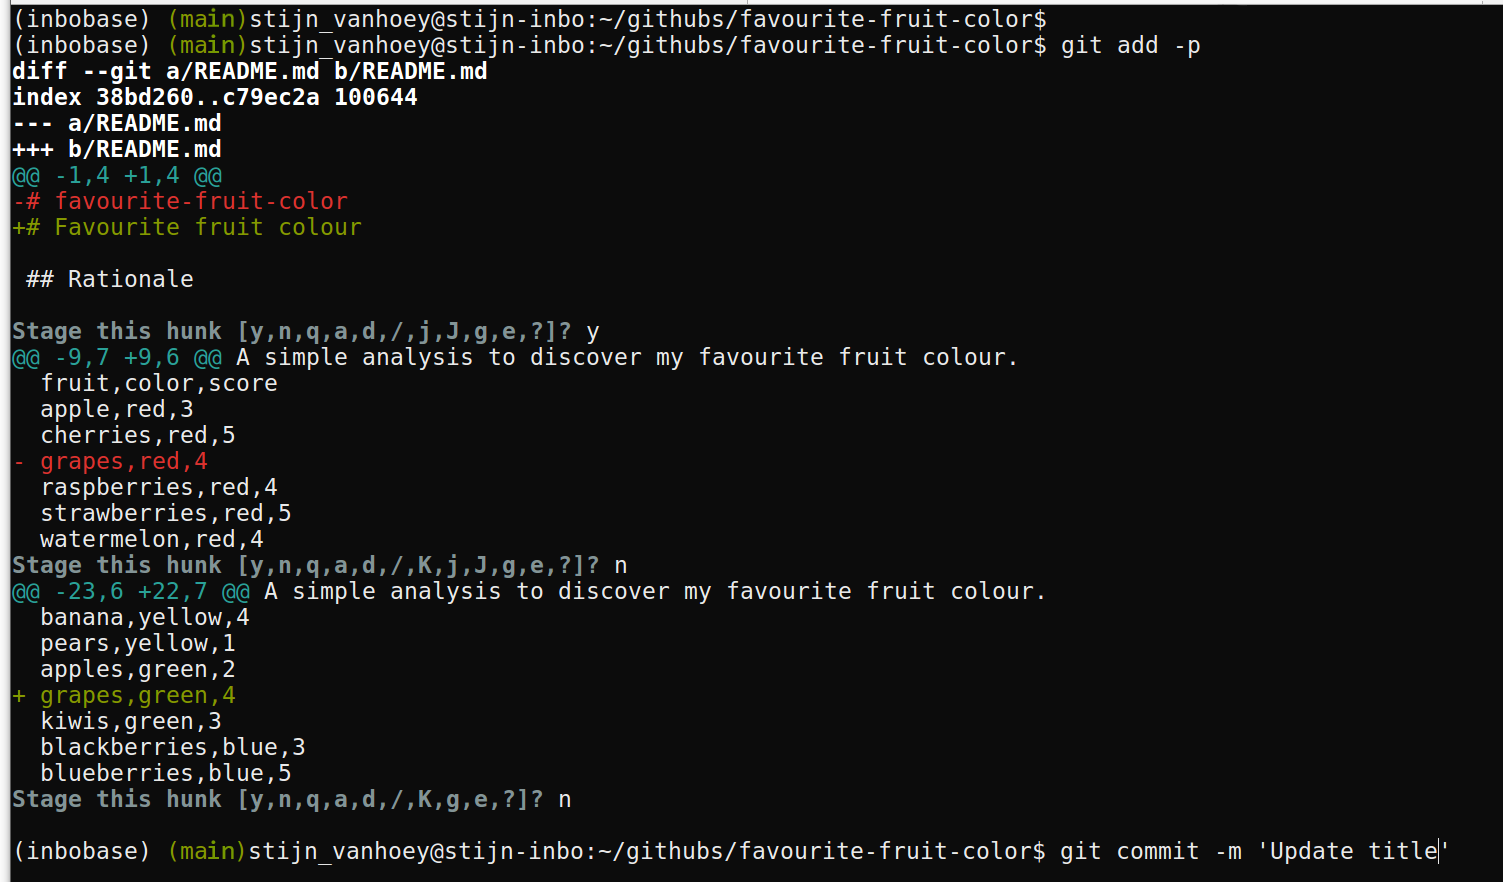 (inbobase) (main)stijn_vanhoey@stijn-inbo:~/githubs/favourite-fruit-color$
(inbobase) (main)stijn_vanhoey@stijn-inbo:~/githubs/favourite-fruit-color$ git add -p
diff --git a/README.md b/README.md
index 38bd260..c79ec2a 100644
--- a/README.md
+++ b/README.md
@@ -1,4 +1,4 @@
-# favourite-fruit-color
+# Favourite fruit colour
 ## Rationale
Stage this hunk [y,n,q,a,d,/,j,J,g,e,?]? y
@@ -9,7 +9,6 @@ A simple analysis to discover my favourite fruit colour.
  fruit,color,score
  apple,red,3
  cherries,red,5
- grapes,red,4
  raspberries,red,4
  strawberries,red,5
  watermelon,red,4
Stage this hunk [y,n,q,a,d,/,K,j,J,g,e,?]? n
@@ -23,6 +22,7 @@ A simple analysis to discover my favourite fruit colour.
  banana,yellow,4
  pears,yellow,1
  apples,green,2
+ grapes,green,4
  kiwis,green,3
  blackberries,blue,3
  blueberries,blue,5
Stage this hunk [y,n,q,a,d,/,K,g,e,?]? n
(inbobase) (main)stijn_vanhoey@stijn-inbo:~/githubs/favourite-fruit-color$ git commit -m 'Update title'